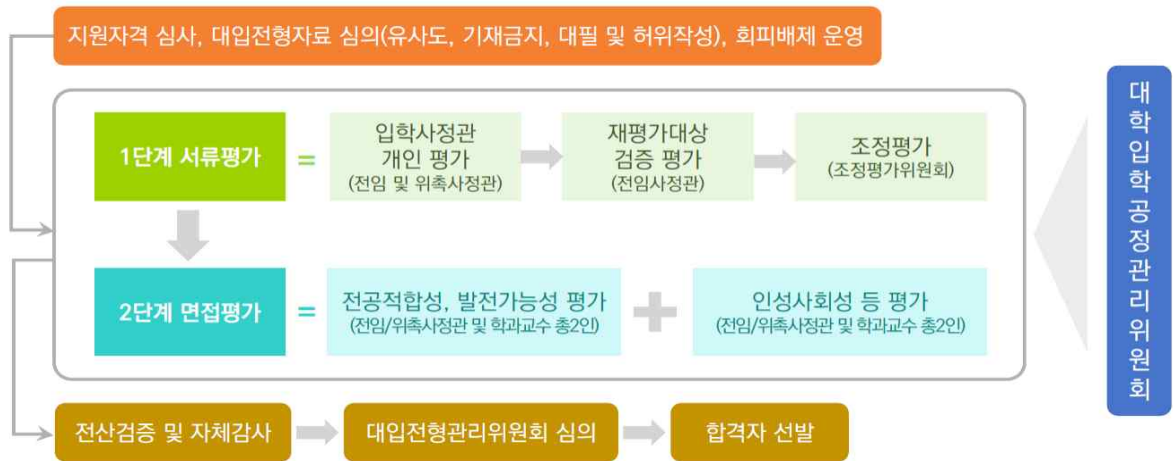 지원자격 심사, 대입전형자료 심의(유사도, 기재금지, 대필 및 허위작성), 회피배제 운영
1단계 서류평가
=
입학사정관
개인 평가
(전임 및 위촉사정관)
재평가대상
검증 평가
(전임사정관)
조정평가
(조정평가위원회)
2단계 면접평가
=
전공적합성, 발전가능성 평가
(전임/위촉사정관 및 학과교수 총2인)
인성사회성 등 평가
(전임/위촉사정관 및 학과교수 총2인)
전산검증 및 자체감사
대입전형관리위원회 심의
합격자 선발
대학입학공정관리위원회